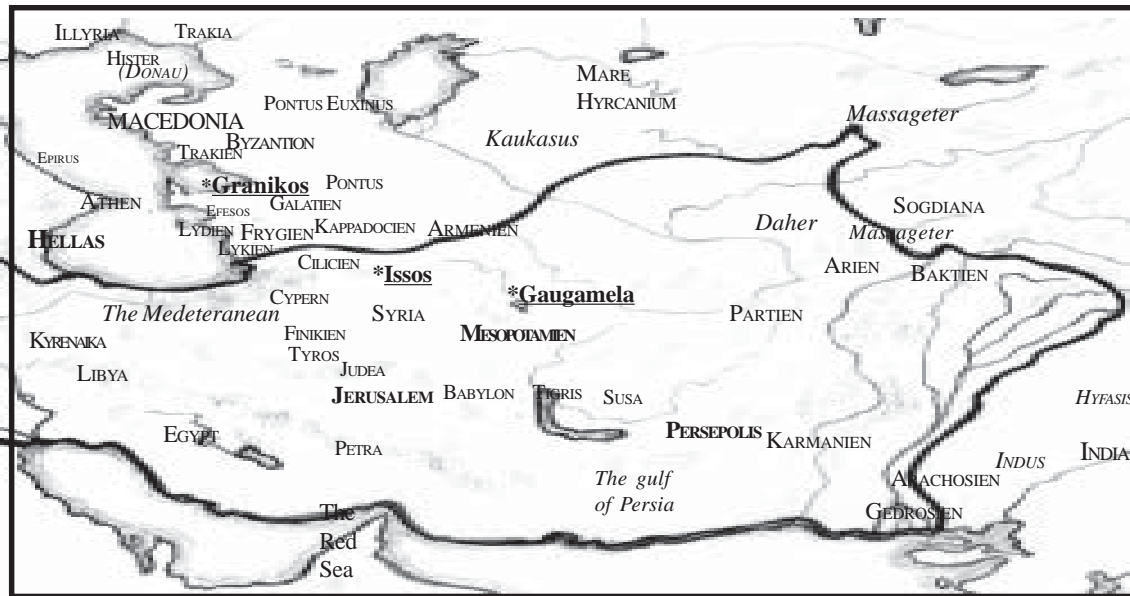 ILLYRIA
TRAKIA
HISTER
(DONAU)
MARE
HYRCANIUM
PONTUS EUXINUS
MACEDONIA
Massageter
BYZANTION
Kaukasus
TRAKIEN
EPIRUS
*Granikos
PONTUS
ATHEN
GALATIEN
EFESOS
SOGDIANA
LYDIEN
FRYGIEN
KAPPADOCIEN
ARMENIEN
Daher
Massageter
HELLAS
LYKIEN
CILICIEN
*Issos
ARIEN
BAKTIEN
CYPERN
*Gaugamela
The Medeteranean
SYRIA
PARTIEN
FINIKIEN
MESOPOTAMIEN
KYRENAIKA
TYROS
JUDEA
LIBYA
JERUSALEM
BABYLON
TIGRIS
SUSA
HYFASIS
EGYPT
PERSEPOLIS
KARMANIEN
PETRA
INDUS
INDIA
The gulf
of Persia
ARACHOSIEN
GEDROSIEN
The
Red
Sea